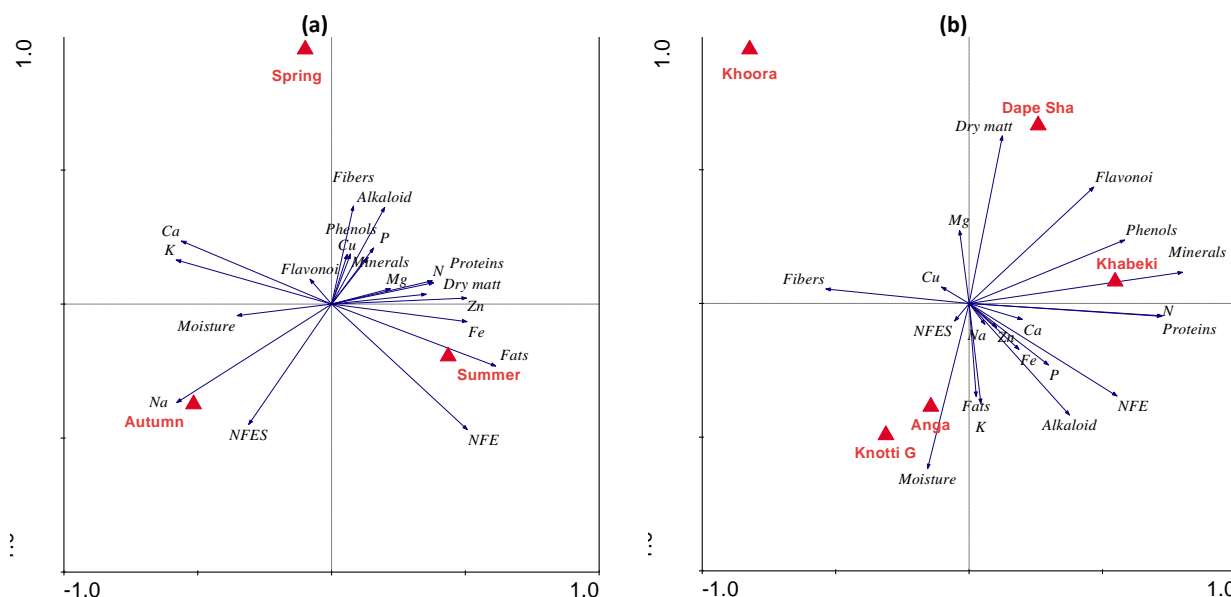 (a)
1.0
Spring
Fibers
Alkaloid
Phenols
P
Cu
Ca
K
Flavonoi
Minerals
Proteins
N
Mg
Dry matt
Zn
Moisture
Fe
Fats
Summer
Na
Autumn
NFES
NFE
-1.0
1.0
(b)
1.0
Khoora
Dape Sha
Dry matt
Flavonoi
Mg
Phenols
Minerals
Khabeki
Fibers
Cu
N
Proteins
NFES
Na
Zn
Ca
Fe
P
Fats
K
NFE
Alkaloid
Anga
Knotti G
Moisture
-1.0
1.0